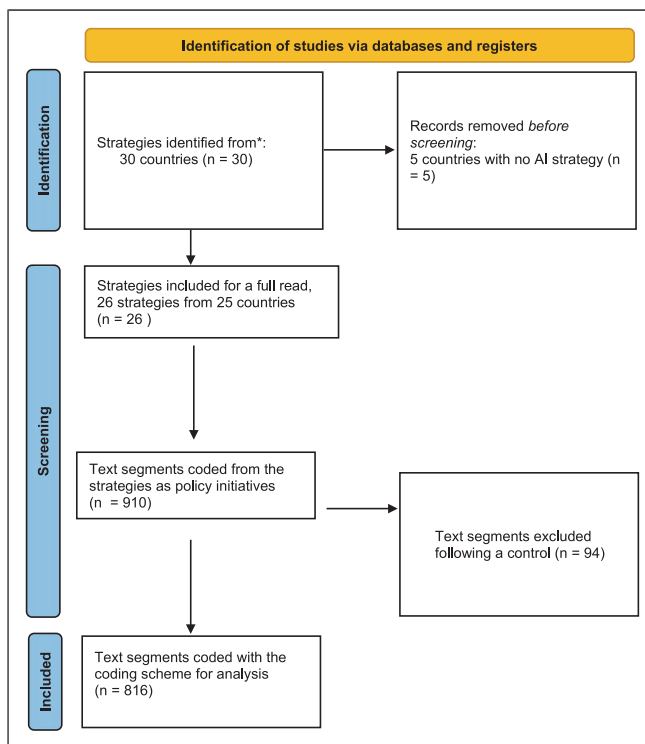 Identification of studies via databases and registers
Identification
Strategies identified from*:
30 countries (n = 30)
Records removed before
screening:
5 countries with no AI strategy (n
= 5)
Screening
Strategies included for a full read,
26 strategies from 25 countries
(n = 26 )
Text segments coded from the
strategies as policy initiatives
(n = 910)
Text segments excluded
following a control (n = 94)
Included
Text segments coded with the
coding scheme for analysis
(n = 816)